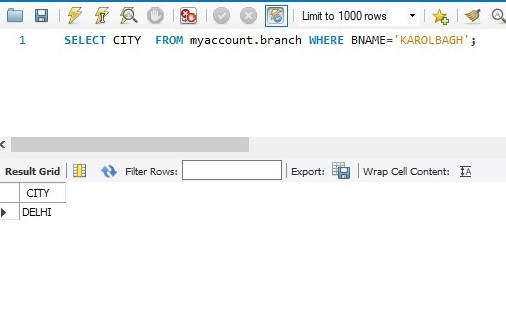 Limit to 1000 rows
1 SELECT CITY FROM myaccount.branch WHERE BNAME='KAROLBAGH';
Result Grid Filter Rows: Export: Wrap Cell Content:
CITY
DELHI